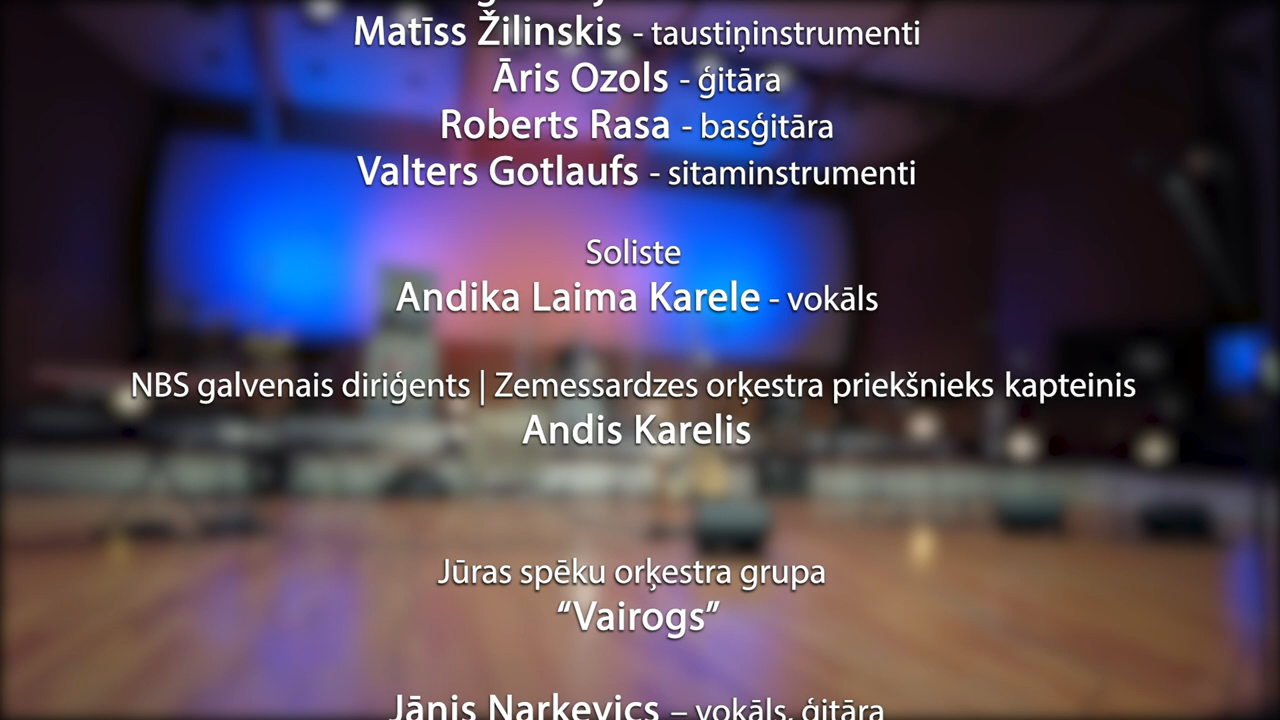 Matīss Žilinskis - taustiņinstrumenti
Āris Ozols - ģitāra
Roberts Rasa - basģitāra
Valters Gotlaufs - sitaminstrumenti
Soliste
Andika Laima Karele - vokāls
NBS galvenais diriģents | Zemessardzes orķestra priekšnieks kapteinis
Andis Karelis
Jūras spēku orķestra grupa
“Vairogs”
Jānis Narkevics – vokāls, ģitāra